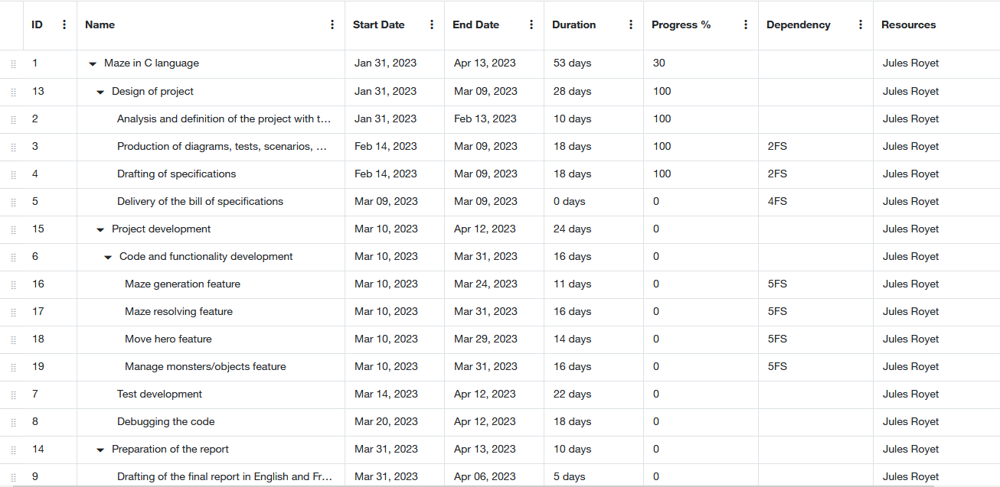 ID Name Start Date End Date Duration Progress % Dependency Resources
1 Maze in C language Jan 31, 2023 Apr 13, 2023 53 days 30 Jules Royet
13 Design of project Jan 31, 2023 Mar 09, 2023 28 days 100 Jules Royet
2 Analysis and definition of the project with t... Jan 31, 2023 Feb 13, 2023 10 days 100 Jules Royet
3 Production of diagrams, tests, scenarios, ... Feb 14, 2023 Mar 09, 2023 18 days 100 2FS Jules Royet
4 Drafting of specifications Feb 14, 2023 Mar 09, 2023 18 days 100 2FS Jules Royet
5 Delivery of the bill of specifications Mar 09, 2023 Mar 09, 2023 0 days 0 4FS Jules Royet
15 Project development Mar 10, 2023 Apr 12, 2023 24 days 0 Jules Royet
6 Code and functionality development Mar 10, 2023 Mar 31, 2023 16 days 0 Jules Royet
16 Maze generation feature Mar 10, 2023 Mar 24, 2023 11 days 0 5FS Jules Royet
17 Maze resolving feature Mar 10, 2023 Mar 31, 2023 16 days 0 5FS Jules Royet
18 Move hero feature Mar 10, 2023 Mar 29, 2023 14 days 0 5FS Jules Royet
19 Manage monsters/objects feature Mar 10, 2023 Mar 31, 2023 16 days 0 5FS Jules Royet
7 Test development Mar 14, 2023 Apr 12, 2023 22 days 0 Jules Royet
8 Debugging the code Mar 20, 2023 Apr 12, 2023 18 days 0 Jules Royet
14 Preparation of the report Mar 31, 2023 Apr 13, 2023 10 days 0 Jules Royet
9 Drafting of the final report in English and Fr... Mar 31, 2023 Apr 06, 2023 5 days 0 Jules Royet